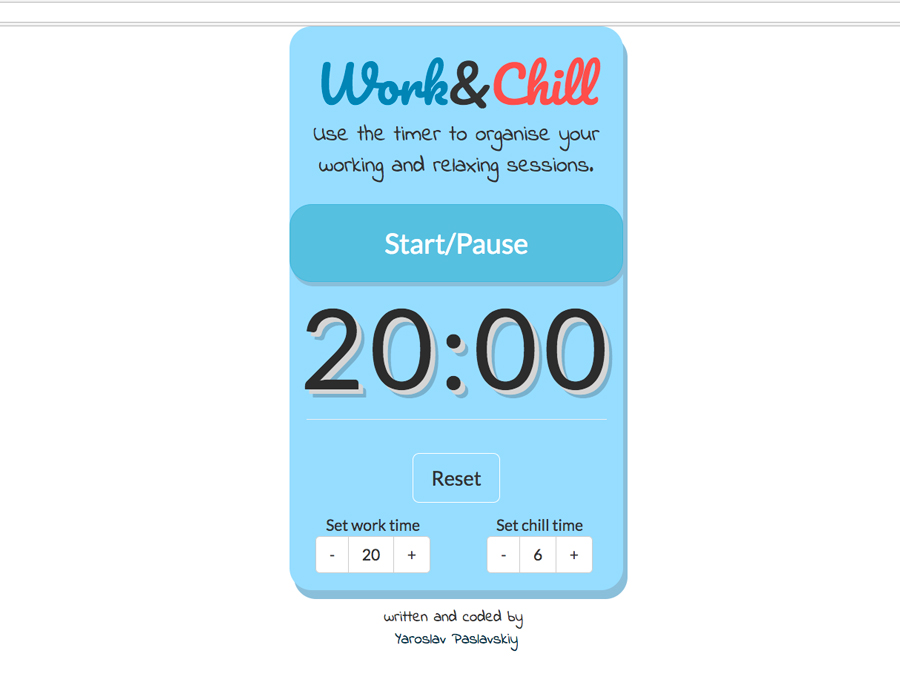 Work&Chill
Use the timer to organise your
working and relaxing sessions.
Start/Pause
20:00
Reset
Set work time Set chill time
- 20 + - 6 +
written and coded by
Yaroslav Paslavskiy